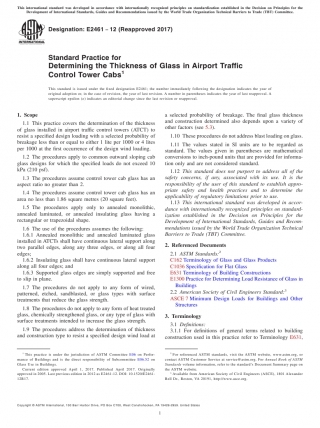 This international standard was developed in accordance with internationally recognized principles on standardization established in the Decision on Principles for the
Development of International Standards, Guides and Recommendations issued by the World Trade Organization Technical Barriers to Trade (TBT) Committee.
Designation: E2461 - 12 (Reapproved 2017)
Standard Practice for
Determining the Thickness of Glass in Airport Traffic
Control Tower Cabs1
This standard is issued under the fixed designation E2461; the number immediately following the designation indicates the year of
original adoption or, in the case of revision, the year of last revision. A number in parentheses indicates the year of last reapproval. A
superscript epsilon (ε) indicates an editorial change since the last revision or reapproval.
1. Scope
1.1 This practice covers the determination of the thickness
of glass installed in airport traffic control towers (ATCT) to
resist a specified design loading with a selected probability of
breakage less than or equal to either 1 lite per 1000 or 4 lites
per 1000 at the first occurrence of the design wind loading.
1.2 The procedures apply to common outward sloping cab
glass designs for which the specified loads do not exceed 10
kPa (210 psf).
1.3 The procedures assume control tower cab glass has an
aspect ratio no greater than 2.
1.4 The procedures assume control tower cab glass has an
area no less than 1.86 square metres (20 square feet).
1.5 The procedures apply only to annealed monolithic,
annealed laminated, or annealed insulating glass having a
rectangular or trapezoidal shape.
1.6 The use of the procedures assumes the following:
1.6.1 Annealed monolithic and annealed laminated glass
installed in ATCTs shall have continuous lateral support along
two parallel edges, along any three edges, or along all four
edges;
1.6.2 Insulating glass shall have continuous lateral support
along all four edges; and
1.6.3 Supported glass edges are simply supported and free
to slip in plane.
1.7 The procedures do not apply to any form of wired,
patterned, etched, sandblasted, or glass types with surface
treatments that reduce the glass strength.
1.8 The procedures do not apply to any form of heat treated
glass, chemically strengthened glass, or any type of glass with
surface treatments intended to increase the glass strength.
1.9 The procedures address the determination of thickness
and construction type to resist a specified design wind load at
a selected probability of breakage. The final glass thickness
and construction determined also depends upon a variety of
other factors (see 5.3).
1.10 These procedures do not address blast loading on glass.
1.11 The values stated in SI units are to be regarded as
standard. The values given in parentheses are mathematical
conversions to inch-pound units that are provided for informa-
tion only and are not considered standard.
1.12 This standard does not purport to address all of the
safety concerns, if any, associated with its use. It is the
responsibility of the user of this standard to establish appro-
priate safety and health practices and to determine the
applicability of regulatory limitations prior to use.
1.13 This international standard was developed in accor-
dance with internationally recognized principles on standard-
ization established in the Decision on Principles for the
Development of International Standards, Guides and Recom-
mendations issued by the World Trade Organization Technical
Barriers to Trade (TBT) Committee.
2. Referenced Documents
2.1 ASTM Standards:2
C162 Terminology of Glass and Glass Products
C1036 Specification for Flat Glass
E631 Terminology of Building Constructions
E1300 Practice for Determining Load Resistance of Glass in
Buildings
2.2 American Society of Civil Engineers Standard:3
ASCE 7 Minimum Design Loads for Buildings and Other
Structures
3. Terminology
3.1 Definitions:
3.1.1 For definitions of general terms related to building
construction used in this practice refer to Terminology E631,
1 This practice is under the jurisdiction of ASTM Committee E06 on Perfor-
mance of Buildings and is the direct responsibility of Subcommittee E06.52 on
Glass Use in Buildings.
Current edition approved April 1, 2017. Published April 2017. Originally
approved in 2005. Last previous edition approved in 2012 as E2461–12. DOI: 10.1520/E2461-
12R17.
2 For referenced ASTM standards, visit the ASTM website, www.astm.org, or
contact ASTM Customer Service at service@astm.org. For Annual Book of ASTM
Standards volume information, refer to the standard's Document Summary page on
the ASTM website.
3 Available from American Society of Civil Engineers (ASCE), 1801 Alexander
Bell Dr., Reston, VA 20191, http://www.asce.org.
Copyright © ASTM International, 100 Barr Harbor Drive, PO Box C700, West Conshohocken, PA 19428-2959. United States
1